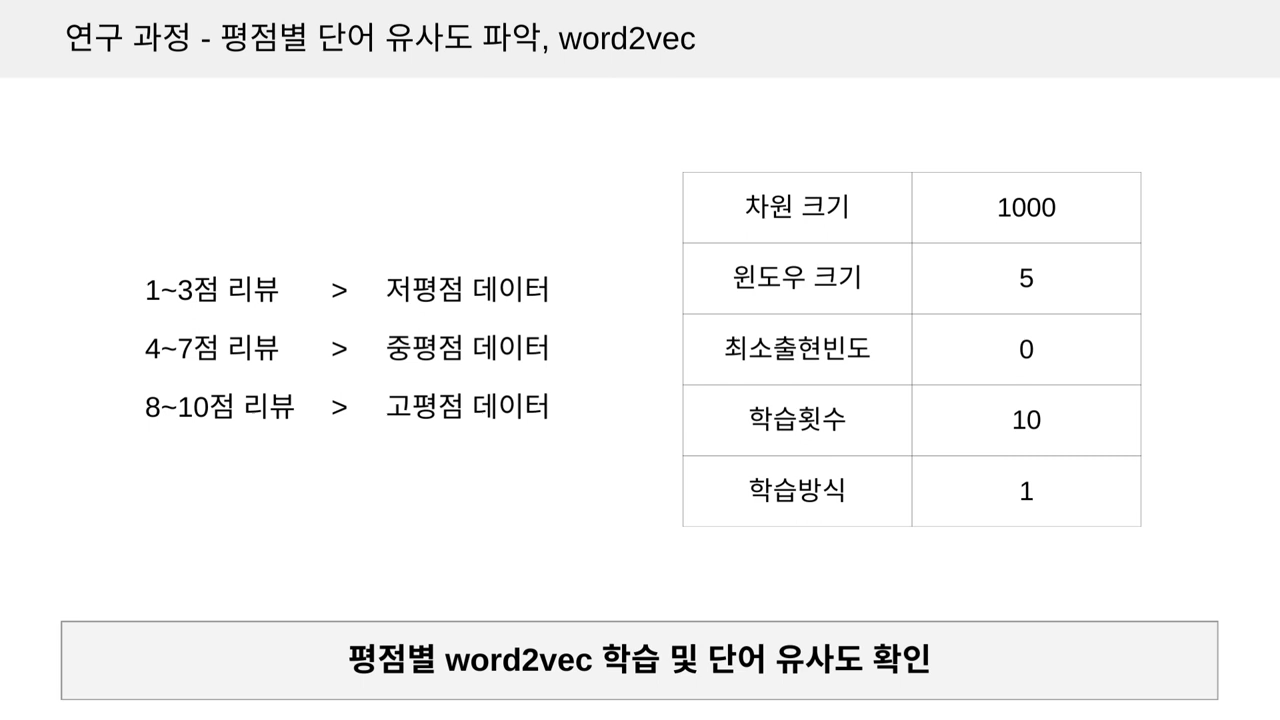 연구 과정 - 평점별 단어 유사도 파악, word2vec
1~3점 리뷰 > 저평점 데이터
4~7점 리뷰 > 중평점 데이터
8~10점 리뷰 > 고평점 데이터
차원 크기 1000
윈도우 크기 5
최소출현빈도 0
학습횟수 10
학습방식 1
평점별 word2vec 학습 및 단어 유사도 확인